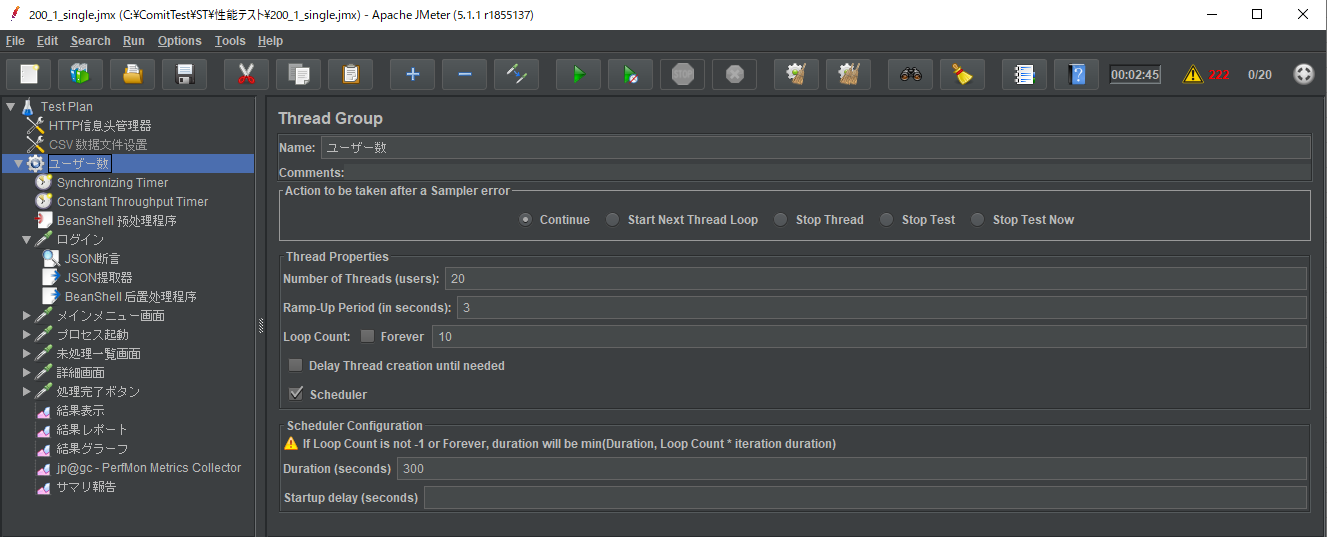 200_1_single.jmx (C:¥ComitTest¥ST¥性能テスト¥200_1_single.jmx) - Apache JMeter (5.1.1 r1855137)
File Edit Search Run Options Tools Help
STOP 00:02:45 222 0/20
Test Plan
HTTP信息头管理器
CSV 数据文件设置
ユーザー数
Synchronizing Timer
Constant Throughput Timer
BeanShell 预处理程序
ログイン
JSON断言
JSON提取器
BeanShell 后置处理程序
メインメニュー画面
プロセス起動
未処理一覧画面
詳細画面
処理完了ボタン
結果表示
結果レポート
結果グラーフ
jp@gc - PerfMon Metrics Collector
サマリ報告
Thread Group
Name: ユーザー数
Comments:
Action to be taken after a Sampler error
Continue Start Next Thread Loop Stop Thread Stop Test Stop Test Now
Thread Properties
Number of Threads (users): 20
Ramp-Up Period (in seconds): 3
Loop Count: Forever 10
Delay Thread creation until needed
Scheduler
Scheduler Configuration
If Loop Count is not -1 or Forever, duration will be min(Duration, Loop Count * iteration duration)
Duration (seconds) 300
Startup delay (seconds)